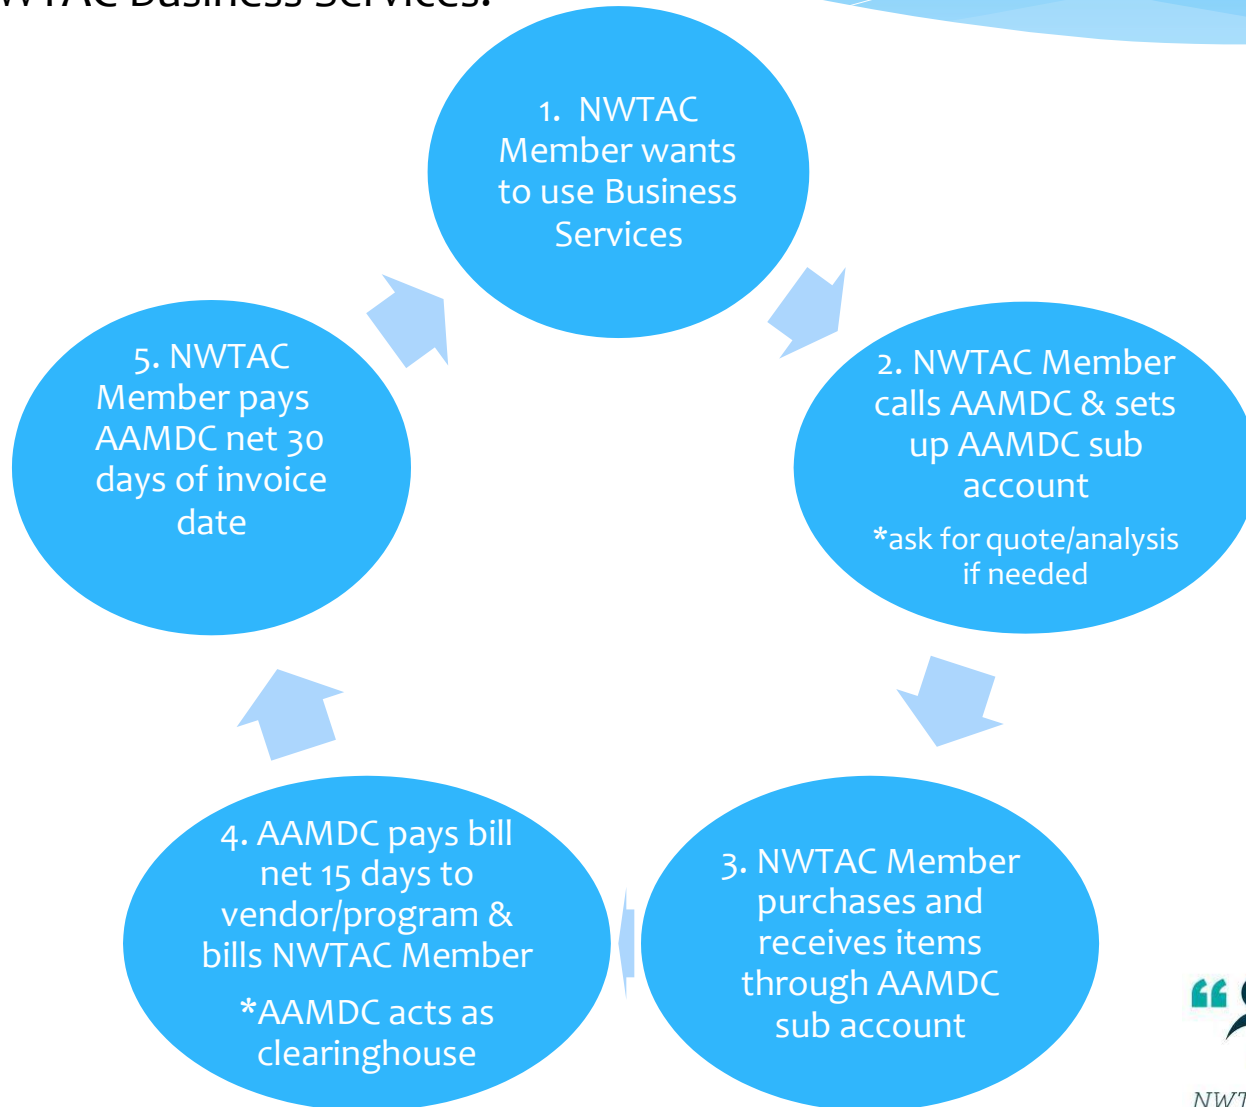 Business Services.
1. NWTAC
Member wants
to use Business
Services
2. NWTAC Member
calls AAMDC & sets
up AAMDC sub
account
*ask for quote/analysis
if needed
3. NWTAC Member
purchases and
receives items
through AAMDC
sub account
4. AAMDC pays bill
net 15 days to
vendor/program &
bills NWTAC Member
*AAMDC acts as
clearinghouse
5. NWTAC
Member pays
AAMDC net 30
days of invoice
date
“
NWT